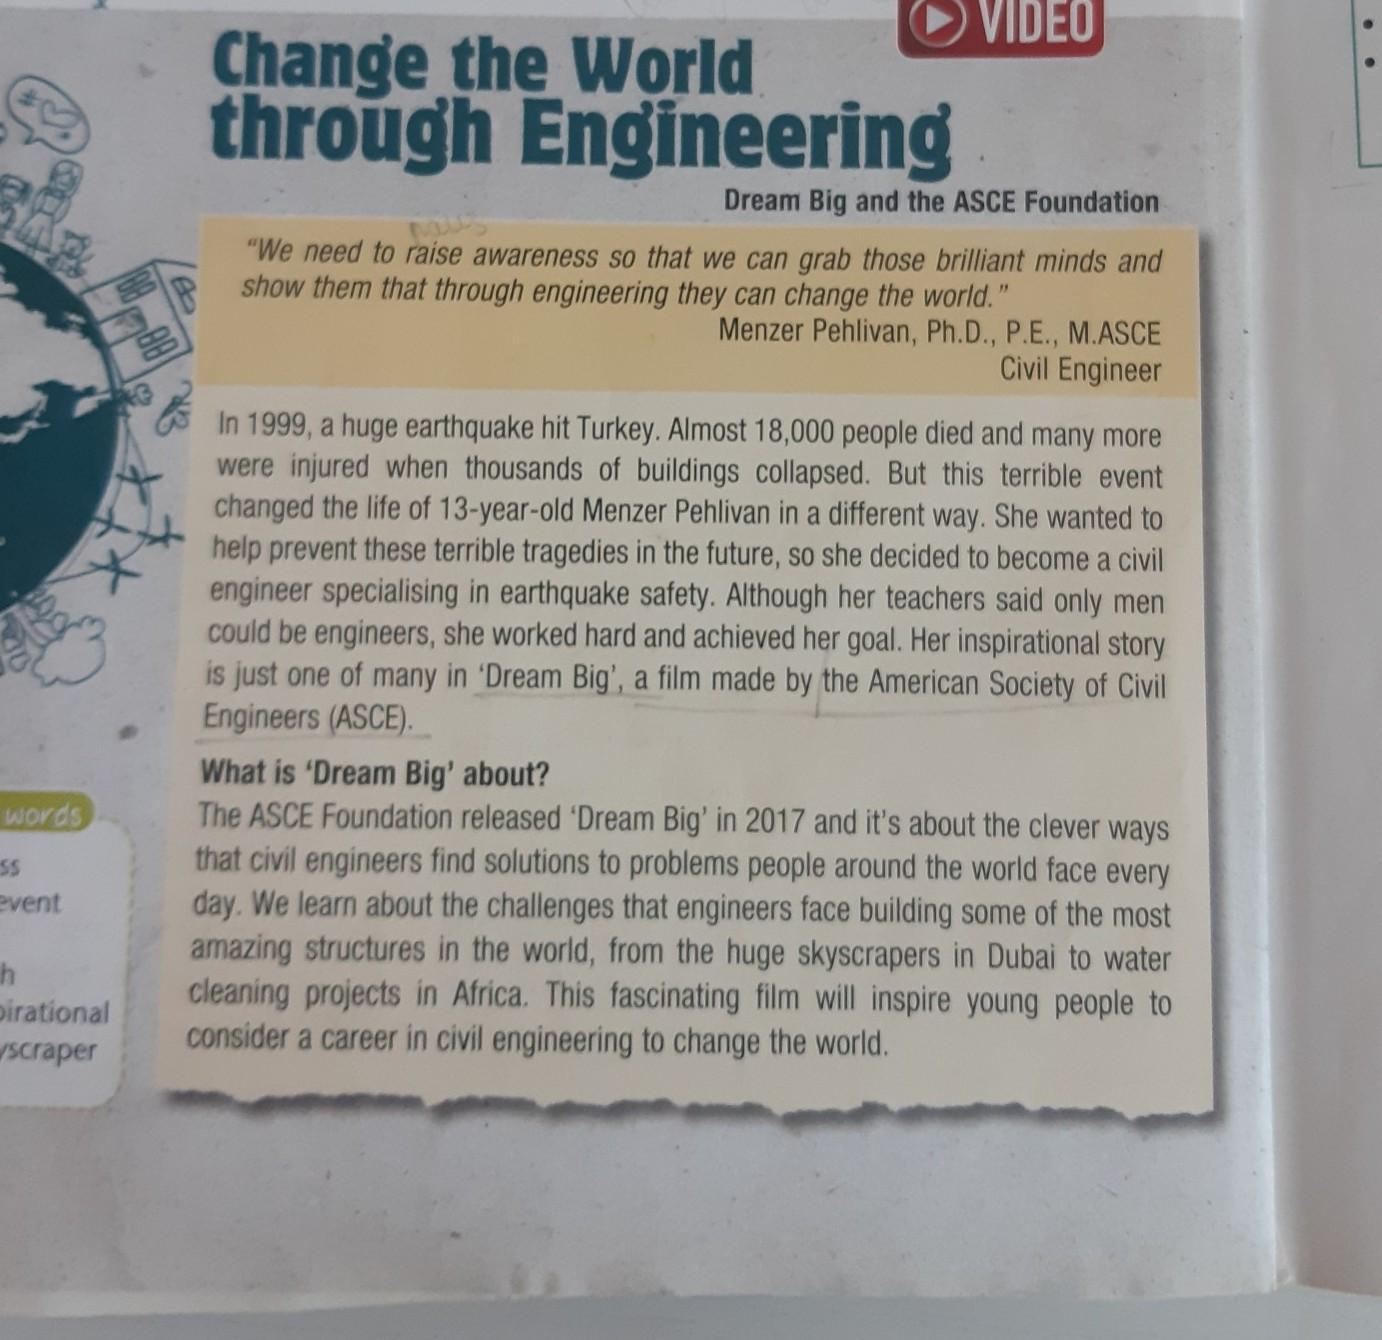 VIDEO
Change the World
through Engineering
Dream Big and the ASCE Foundation
“We need to raise awareness so that we can grab those brilliant minds and
show them that through engineering they can change the world.”
Menzer Pehlivan, Ph.D., P.E., M.ASCE
Civil Engineer
In 1999, a huge earthquake hit Turkey. Almost 18,000 people died and many more
were injured when thousands of buildings collapsed. But this terrible event
changed the life of 13-year-old Menzer Pehlivan in a different way. She wanted to
help prevent these terrible tragedies in the future, so she decided to become a civil
engineer specialising in earthquake safety. Although her teachers said only men
could be engineers, she worked hard and achieved her goal. Her inspirational story
is just one of many in ‘Dream Big’, a film made by the American Society of Civil
Engineers (ASCE).
What is ‘Dream Big’ about?
The ASCE Foundation released ‘Dream Big’ in 2017 and it’s about the clever ways
that civil engineers find solutions to problems people around the world face every
day. We learn about the challenges that engineers face building some of the most
amazing structures in the world, from the huge skyscrapers in Dubai to water
cleaning projects in Africa. This fascinating film will inspire young people to
consider a career in civil engineering to change the world.
words
ss
event
h
pirational
yscraper